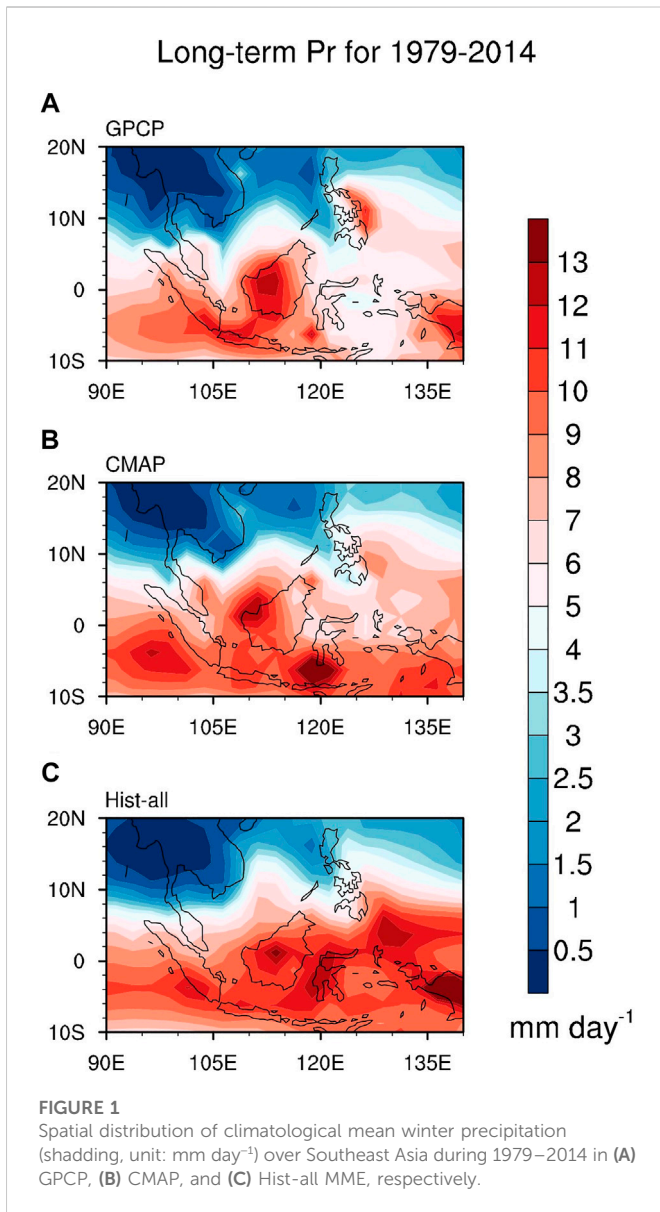 Long-term Pr for 1979-2014
A
GPCP
20N
10N
0
10S
90E 105E 120E 135E
B
CMAP
20N
10N
0
10S
90E 105E 120E 135E
C
Hist-all
20N
10N
0
10S
90E 105E 120E 135E
13
12
11
10
9
8
7
6
5
4
3.5
3
2.5
2
1.5
1
0.5
mm day⁻¹
FIGURE 1
Spatial distribution of climatological mean winter precipitation
(shadding, unit: mm day⁻¹) over Southeast Asia during 1979–2014 in (A)
GPCP, (B) CMAP, and (C) Hist-all MME, respectively.